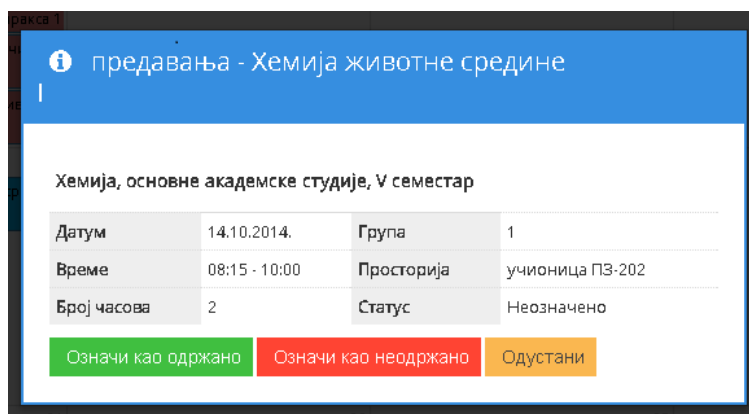 пракса 1
предавања - Хемија животне средине
Хемија, основне академске студије, V семестар
Датум 14.10.2014. Група 1
Време 08:15 - 10:00 Просторија учионица ПЗ-202
Број часова 2 Статус Неозначено
Означи као одржано Означи као неодржано Одустани